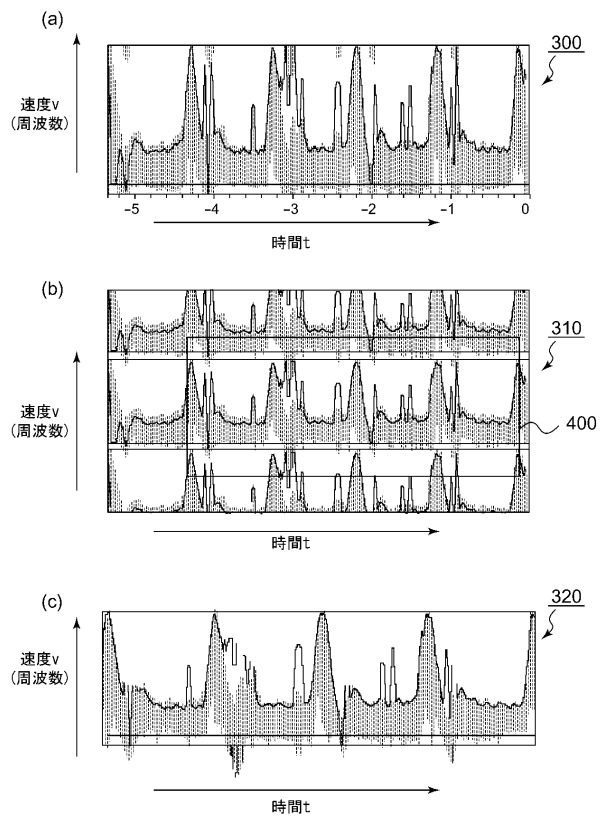 (a)
300
速度v
(周波数)
-5
-4
-3
-2
-1
0
時間t
(b)
310
速度v
(周波数)
400
時間t
(c)
320
速度v
(周波数)
時間t